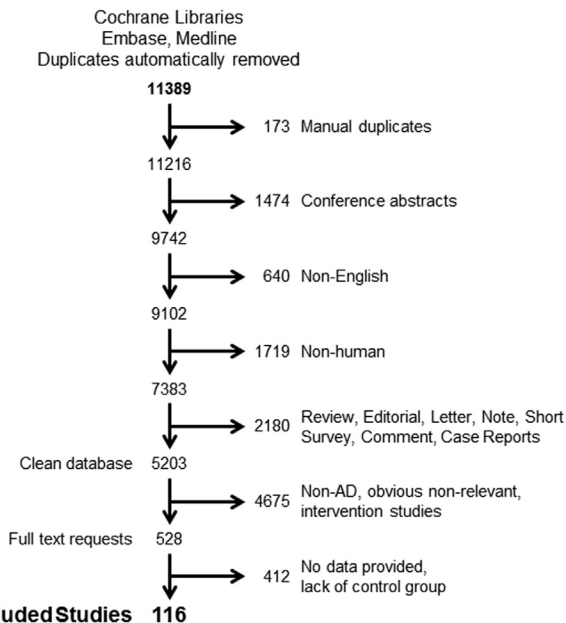 Cochrane Libraries
Embase, Medline
Duplicates automatically removed
11389
173 Manual duplicates
11216
1474 Conference abstracts
9742
640 Non-English
9102
1719 Non-human
7383
2180 Review, Editorial, Letter, Note, Short
Survey, Comment, Case Reports
Clean database 5203
4675 Non-AD, obvious non-relevant,
intervention studies
Full text requests 528
412 No data provided,
lack of control group
uded Studies 116